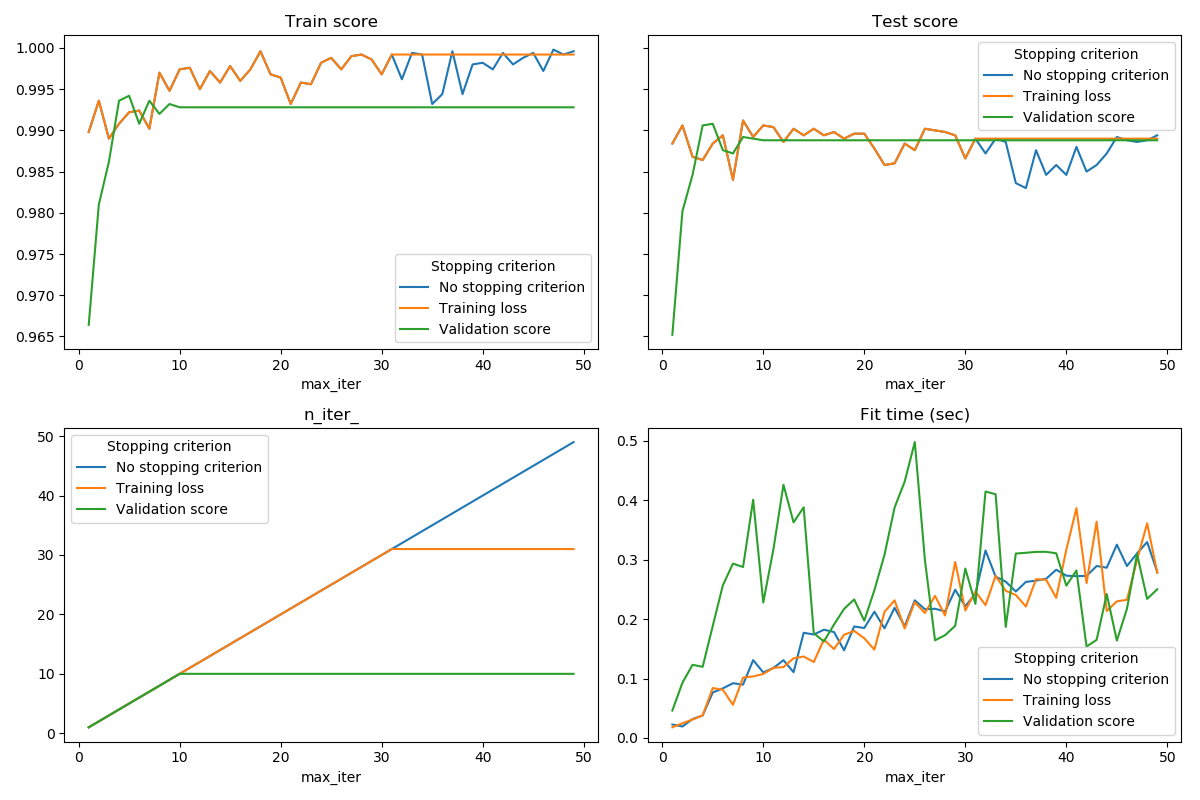 Train score
1.000
0.995
0.990
0.985
0.980
0.975
0.970
0.965
Stopping criterion
No stopping criterion
Training loss
Validation score
0 10 20 30 40 50
max_iter
Test score
Stopping criterion
No stopping criterion
Training loss
Validation score
0 10 20 30 40 50
max_iter
n_iter_
50
40
30
20
10
0
Stopping criterion
No stopping criterion
Training loss
Validation score
0 10 20 30 40 50
max_iter
Fit time (sec)
0.5
0.4
0.3
0.2
0.1
0.0
Stopping criterion
No stopping criterion
Training loss
Validation score
0 10 20 30 40 50
max_iter